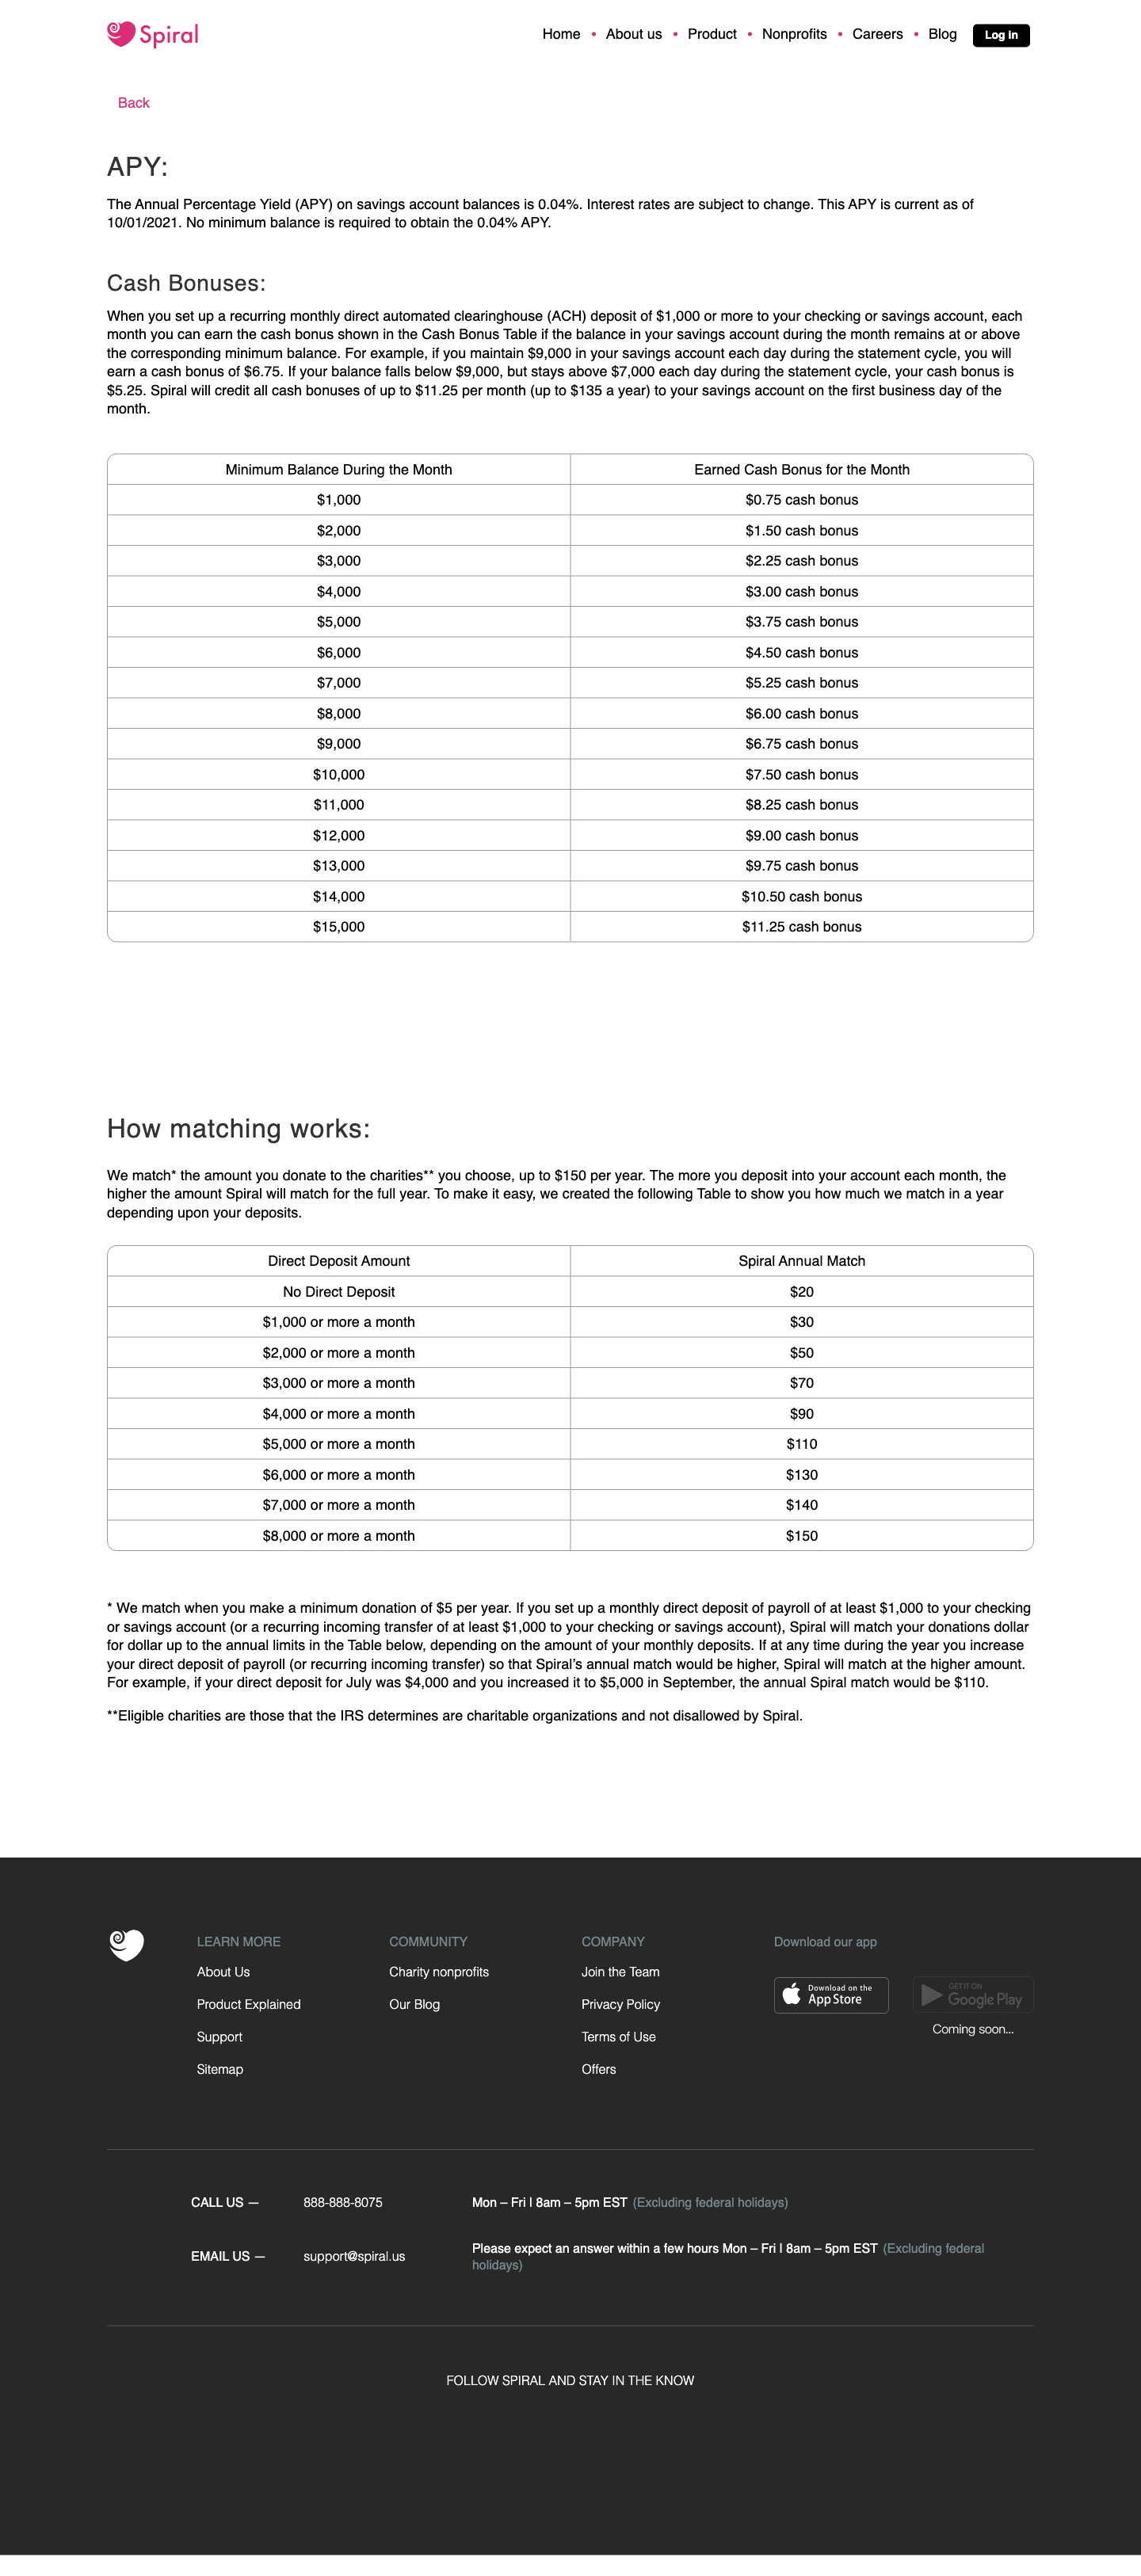 Spiral
Home • About us • Product • Nonprofits • Careers • Blog Log in
Back
APY:
The Annual Percentage Yield (APY) on savings account balances is 0.04%. Interest rates are subject to change. This APY is current as of
10/01/2021. No minimum balance is required to obtain the 0.04% APY.
Cash Bonuses:
When you set up a recurring monthly direct automated clearinghouse (ACH) deposit of $1,000 or more to your checking or savings account, each
month you can earn the cash bonus shown in the Cash Bonus Table if the balance in your savings account during the month remains at or above
the corresponding minimum balance. For example, if you maintain $9,000 in your savings account each day during the statement cycle, you will
earn a cash bonus of $6.75. If your balance falls below $9,000, but stays above $7,000 each day during the statement cycle, your cash bonus is
$5.25. Spiral will credit all cash bonuses of up to $11.25 per month (up to $135 a year) to your savings account on the first business day of the
month.
Minimum Balance During the Month Earned Cash Bonus for the Month
$1,000 $0.75 cash bonus
$2,000 $1.50 cash bonus
$3,000 $2.25 cash bonus
$4,000 $3.00 cash bonus
$5,000 $3.75 cash bonus
$6,000 $4.50 cash bonus
$7,000 $5.25 cash bonus
$8,000 $6.00 cash bonus
$9,000 $6.75 cash bonus
$10,000 $7.50 cash bonus
$11,000 $8.25 cash bonus
$12,000 $9.00 cash bonus
$13,000 $9.75 cash bonus
$14,000 $10.50 cash bonus
$15,000 $11.25 cash bonus
How matching works:
We match* the amount you donate to the charities** you choose, up to $150 per year. The more you deposit into your account each month, the
higher the amount Spiral will match for the full year. To make it easy, we created the following Table to show you how much we match in a year
depending upon your deposits.
Direct Deposit Amount Spiral Annual Match
No Direct Deposit $20
$1,000 or more a month $30
$2,000 or more a month $50
$3,000 or more a month $70
$4,000 or more a month $90
$5,000 or more a month $110
$6,000 or more a month $130
$7,000 or more a month $140
$8,000 or more a month $150
* We match when you make a minimum donation of $5 per year. If you set up a monthly direct deposit of payroll of at least $1,000 to your checking
or savings account (or a recurring incoming transfer of at least $1,000 to your checking or savings account), Spiral will match your donations dollar
for dollar up to the annual limits in the Table below, depending on the amount of your monthly deposits. If at any time during the year you increase
your direct deposit of payroll (or recurring incoming transfer) so that Spiral's annual match would be higher, Spiral will match at the higher amount.
For example, if your direct deposit for July was $4,000 and you increased it to $5,000 in September, the annual Spiral match would be $110.
**Eligible charities are those that the IRS determines are charitable organizations and not disallowed by Spiral.
LEARN MORE
About Us
Product Explained
Support
Sitemap
COMMUNITY
Charity nonprofits
Our Blog
COMPANY
Join the Team
Privacy Policy
Terms of Use
Offers
Download our app
Download on the
App Store
GET IT ON
Google Play
Coming soon...
CALL US — 888-888-8075 Mon – Fri | 8am – 5pm EST (Excluding federal holidays)
EMAIL US — support@spiral.us Please expect an answer within a few hours Mon – Fri | 8am – 5pm EST (Excluding federal
holidays)
FOLLOW SPIRAL AND STAY IN THE KNOW